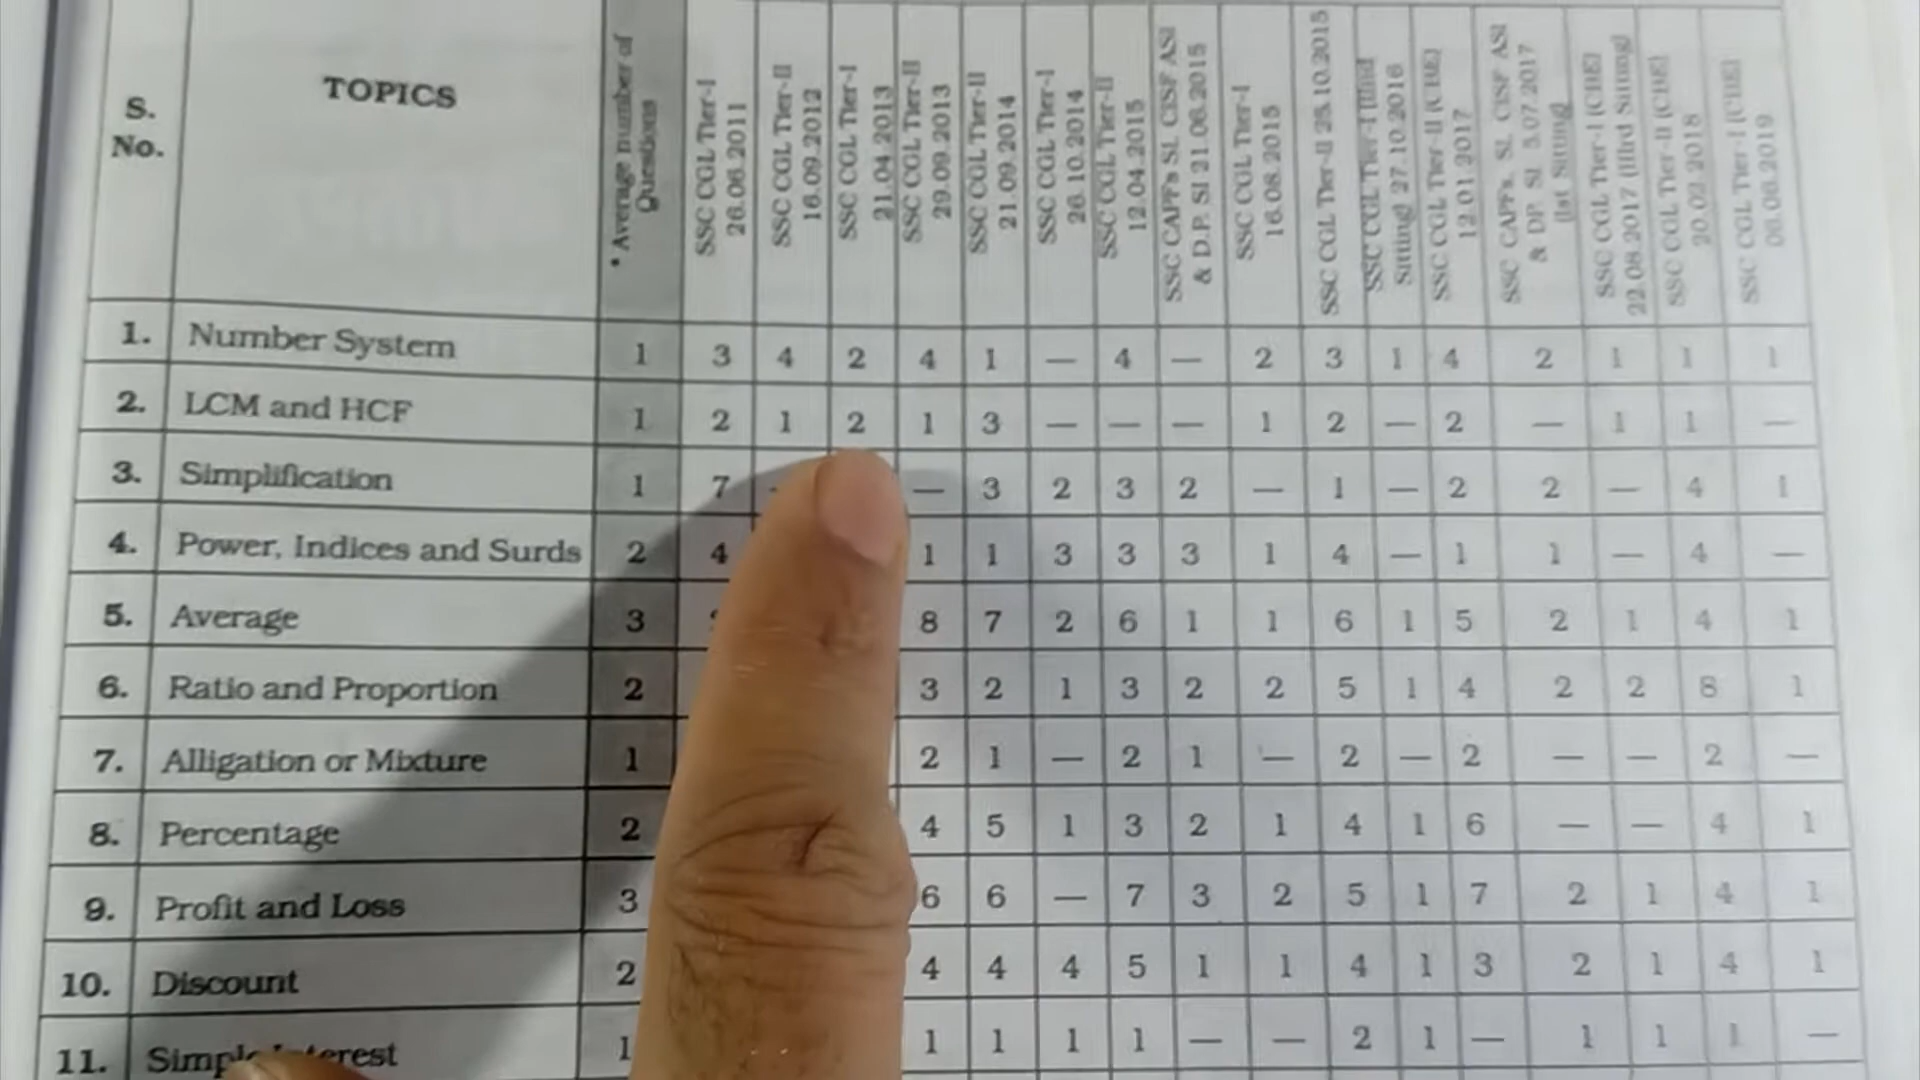 S. No.
TOPICS
* Average number of Questions
SSC CGL Tier-I 26.06.2011
SSC CGL Tier-II 16.09.2012
SSC CGL Tier-I 21.04.2013
SSC CGL Tier-II 29.09.2013
SSC CGL Tier-II 21.09.2014
SSC CGL Tier-I 26.10.2014
SSC CGL Tier-II 12.04.2015
SSC CAPFs SI, CISF ASI & D.P. SI 21.06.2015
SSC CGL Tier-I 16.08.2015
SSC CGL Tier-II 25.10.2015
SSC CGL Tier-I Sitting) 27.10.2016
SSC CGL Tier-II (CBE) 12.01.2017
SSC CAPFs, SI, CISF ASI & DP. SI 5.07.2017 (Ist Sitting)
SSC CGL Tier-I (CBE) 22.08.2017 (IIIrd Sitting)
SSC CGL Tier-II (CBE) 20.02.2018
SSC CGL Tier-I (CBE) 06.06.2019
1. Number System 1 3 4 2 4 1 — 4 — 2 3 1 4 2 1 1 1
2. LCM and HCF 1 2 1 2 1 3 — — — 1 2 — 2 — 1 1 —
3. Simplification 1 7 — 3 2 3 2 — 1 — 2 2 — 4 1
4. Power, Indices and Surds 2 4 1 1 3 3 3 1 4 — 1 1 — 4 —
5. Average 3 8 7 2 6 1 1 6 1 5 2 1 4 1
6. Ratio and Proportion 2 3 2 1 3 2 2 5 1 4 2 2 8 1
7. Alligation or Mixture 1 2 1 — 2 1 — 2 — 2 — — 2 —
8. Percentage 2 4 5 1 3 2 1 4 1 6 — — 4 1
9. Profit and Loss 3 6 6 — 7 3 2 5 1 7 2 1 4 1
10. Discount 2 4 4 4 5 1 1 4 1 3 2 1 4 1
11. 1 1 1 1 1 — — 2 1 — 1 1 1 —